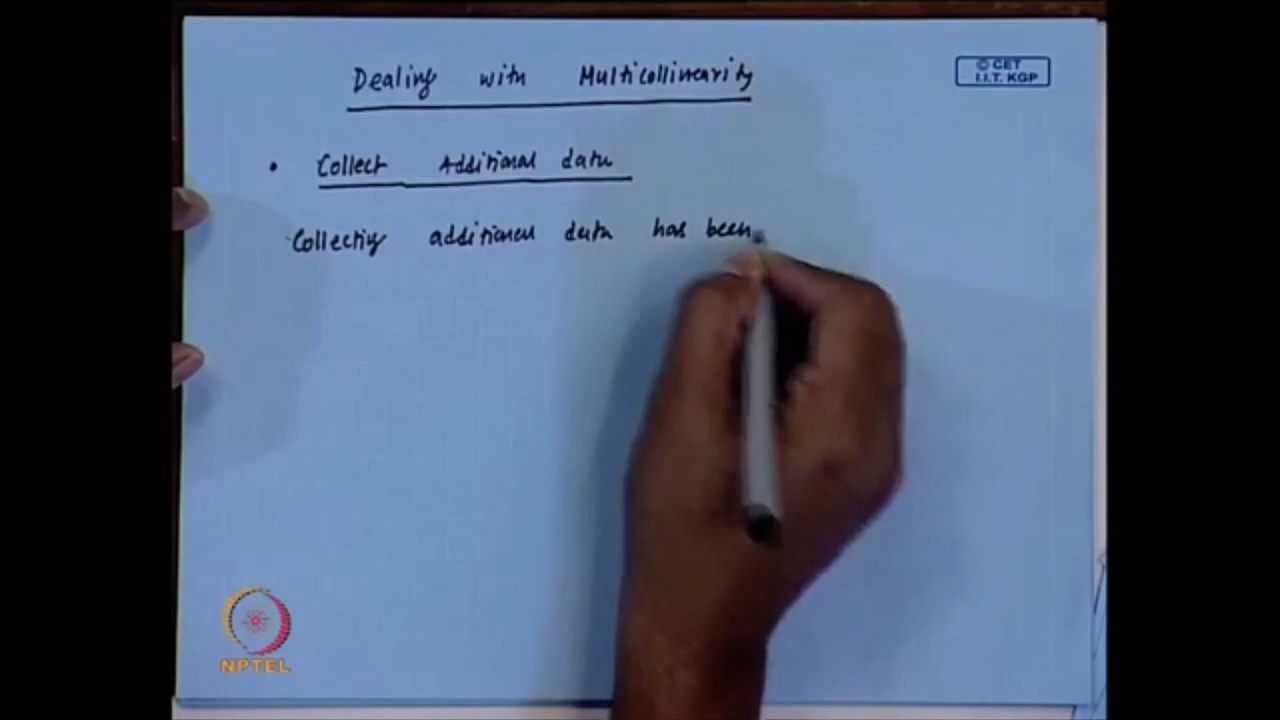 Dealing with Multicollinearity
© CET
I.I.T. KGP
• Collect Additional data
Collecting additional data has been
NPTEL